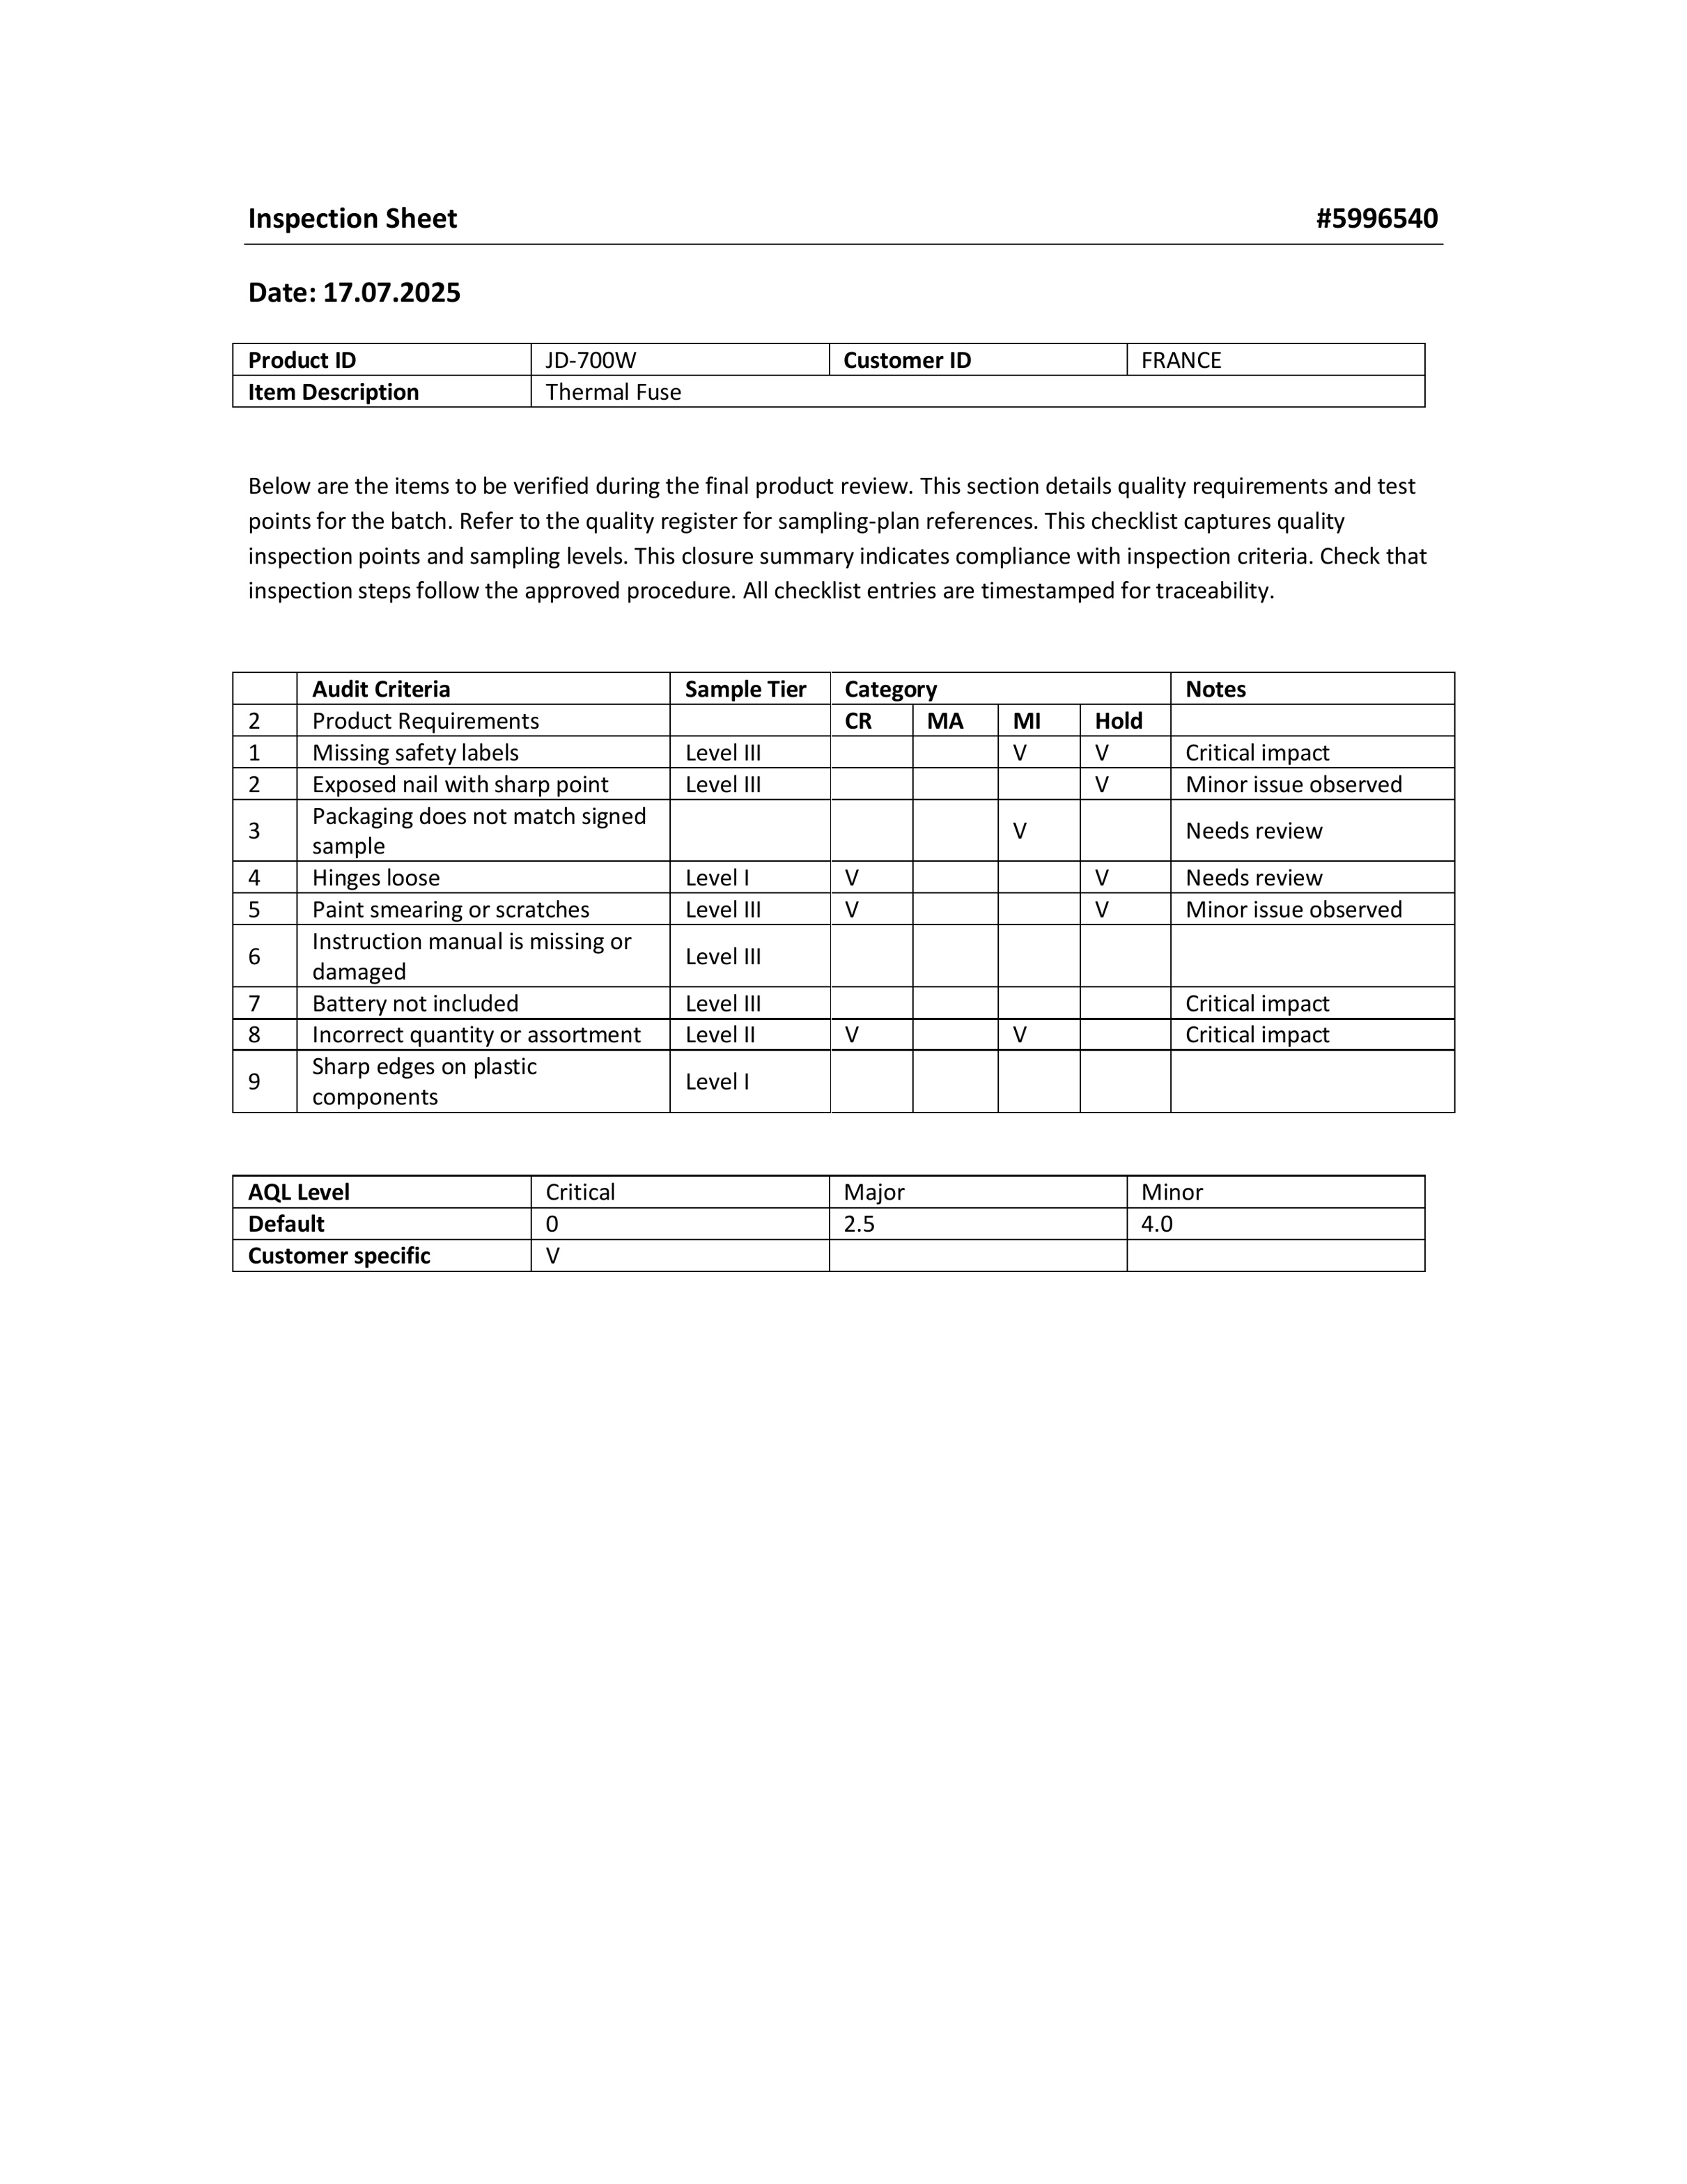 Inspection Sheet #5996540
Date: 17.07.2025
Product ID JD-700W Customer ID FRANCE
Item Description Thermal Fuse
Below are the items to be verified during the final product review. This section details quality requirements and test
points for the batch. Refer to the quality register for sampling-plan references. This checklist captures quality
inspection points and sampling levels. This closure summary indicates compliance with inspection criteria. Check that
inspection steps follow the approved procedure. All checklist entries are timestamped for traceability.
Audit Criteria Sample Tier Category Notes
2 Product Requirements CR MA MI Hold
1 Missing safety labels Level III V V Critical impact
2 Exposed nail with sharp point Level III V Minor issue observed
3 Packaging does not match signed
sample V Needs review
4 Hinges loose Level I V V Needs review
5 Paint smearing or scratches Level III V V Minor issue observed
6 Instruction manual is missing or
damaged Level III
7 Battery not included Level III Critical impact
8 Incorrect quantity or assortment Level II V V Critical impact
9 Sharp edges on plastic
components Level I
AQL Level Critical Major Minor
Default 0 2.5 4.0
Customer specific V